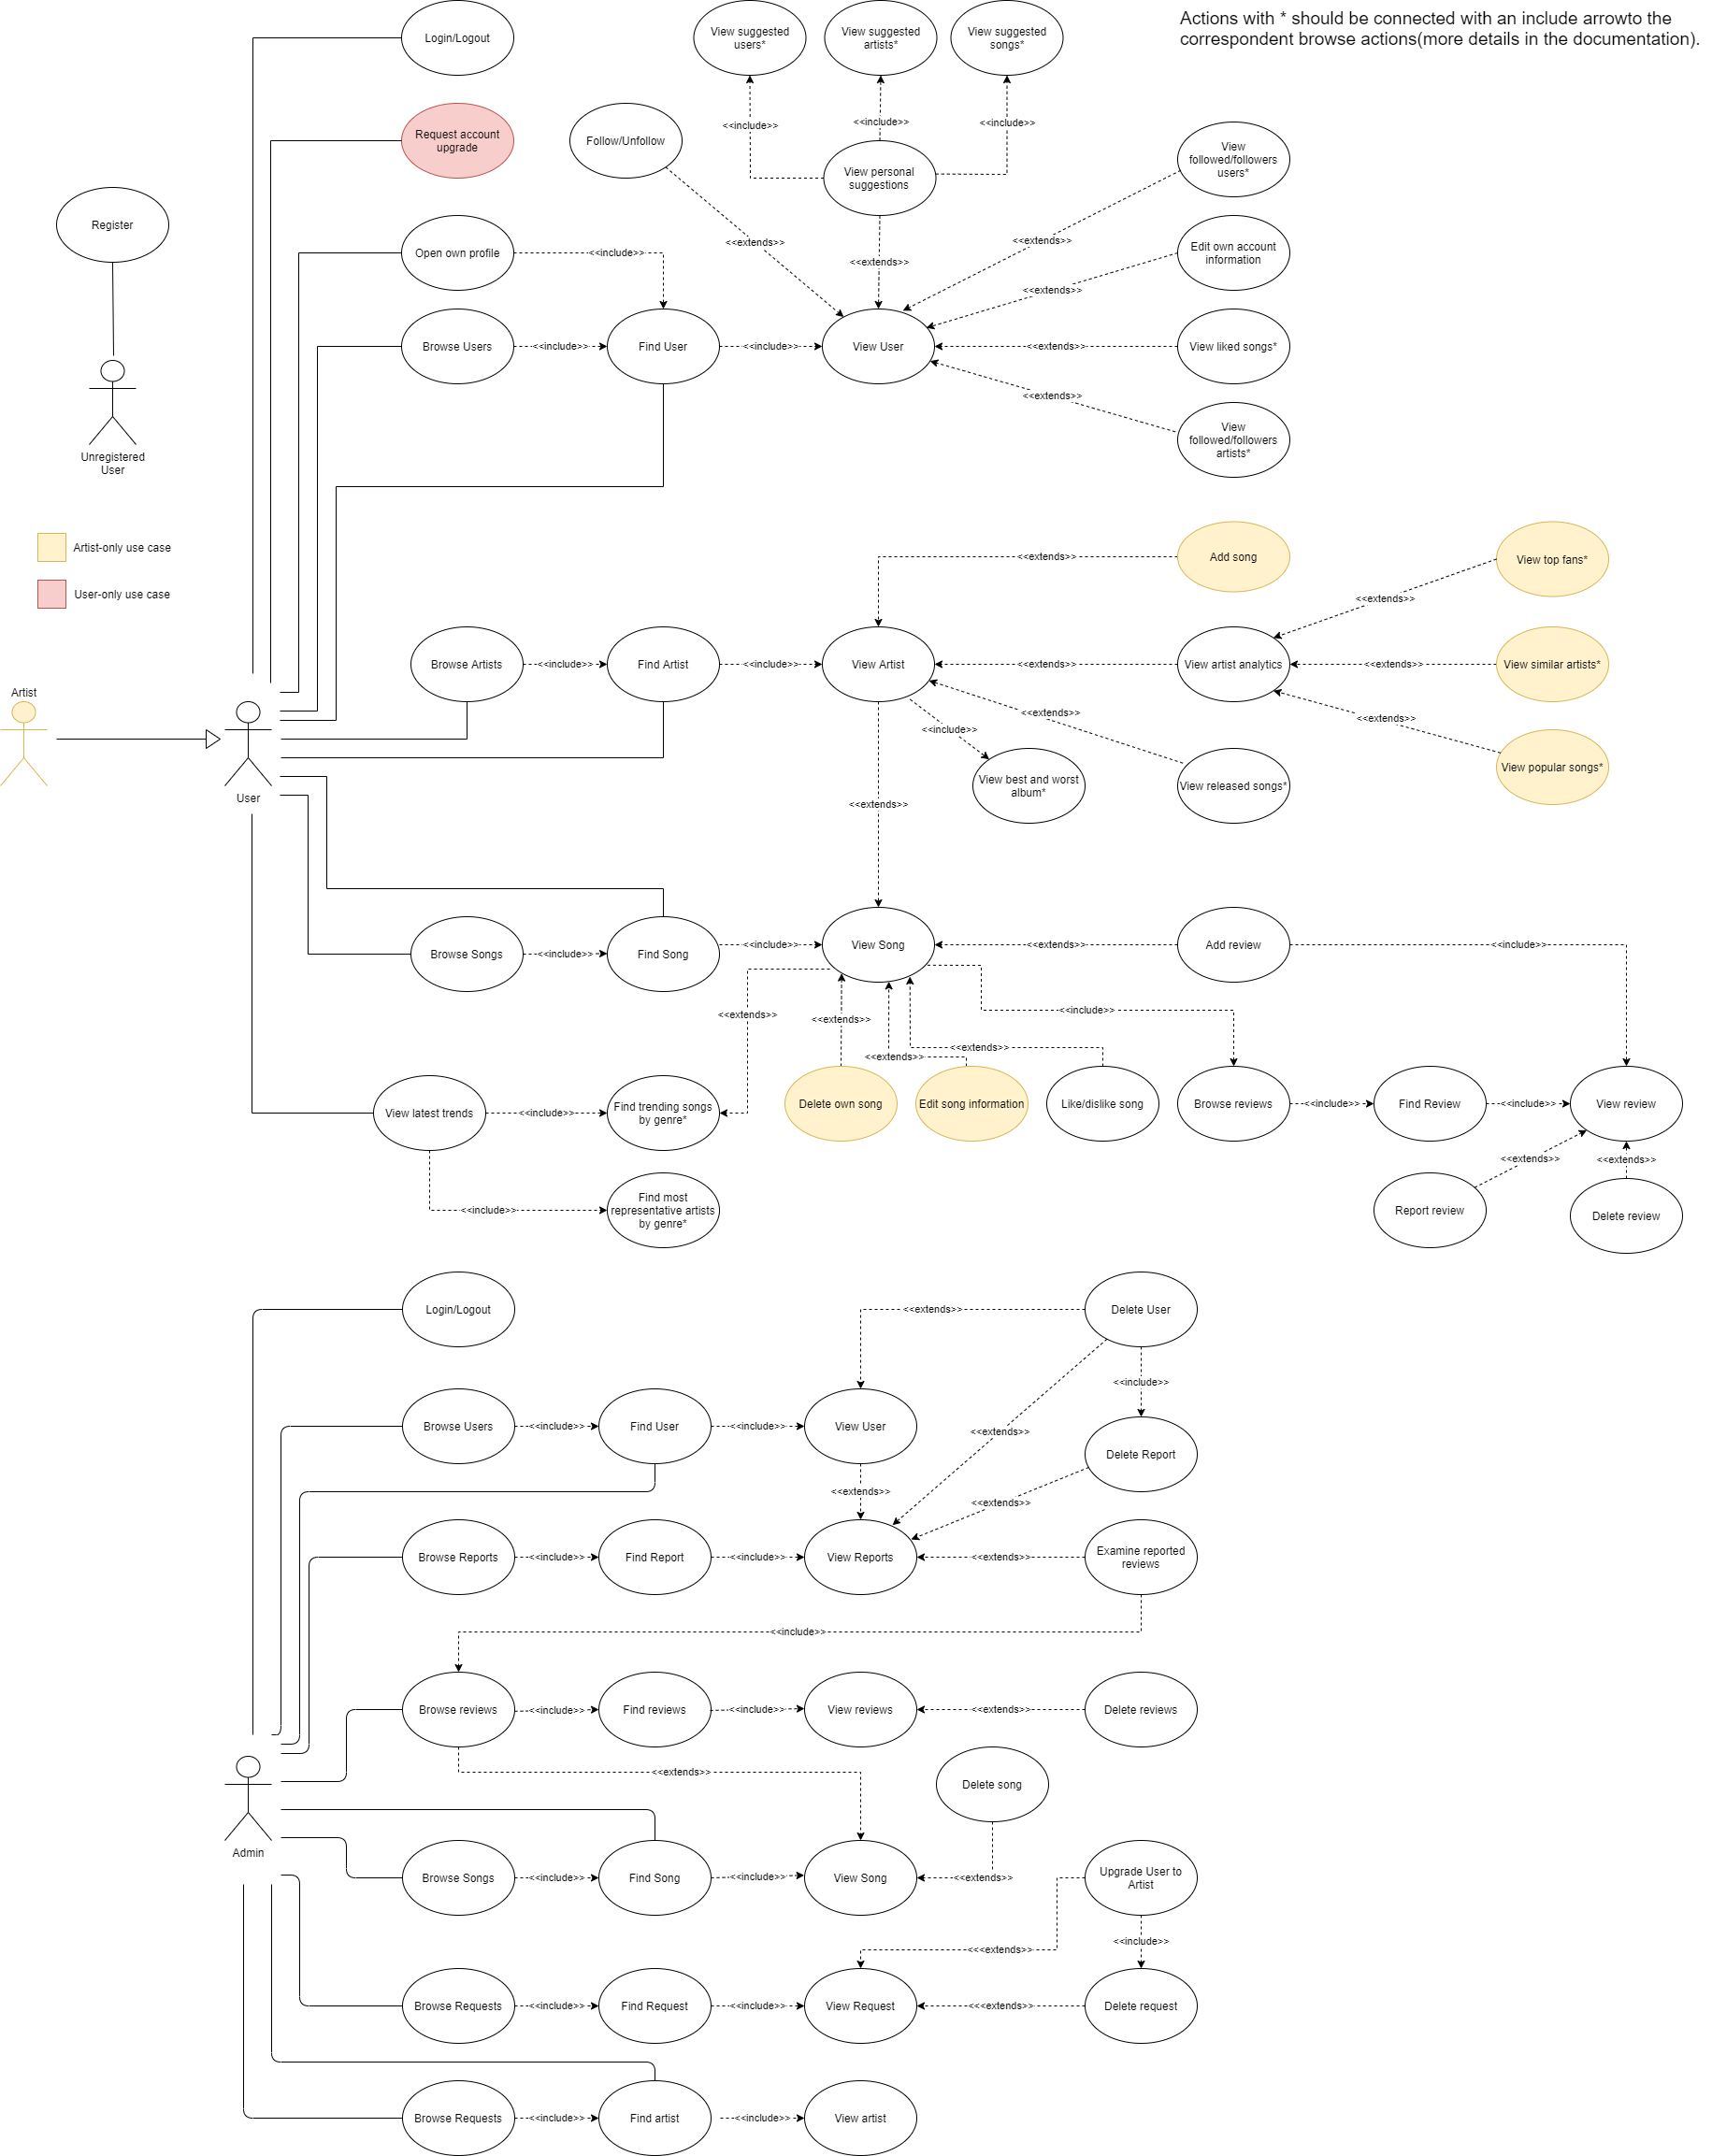 Actions with * should be connected with an include arrowto the
correspondent browse actions(more details in the documentation).
Login/Logout
View suggested
users*
View suggested
artists*
View suggested
songs*
<<include>>
<<include>>
<<include>>
Request account
upgrade
Follow/Unfollow
View personal
suggestions
View
followed/followers
users*
Register
<<extends>>
<<extends>>
<<extends>>
Open own profile
<<include>>
Edit own account
information
<<extends>>
Browse Users
<<include>>
Find User
<<include>>
View User
<<extends>>
View liked songs*
<<extends>>
View
followed/followers
artists*
Unregistered
User
Artist-only use case
User-only use case
<<extends>>
Add song
View top fans*
<<extends>>
Browse Artists
<<include>>
Find Artist
<<include>>
View Artist
<<extends>>
View artist analytics
<<extends>>
View similar artists*
Artist
<<extends>>
<<include>>
<<extends>>
View popular songs*
View best and worst
album*
View released songs*
User
<<extends>>
Browse Songs
<<include>>
Find Song
<<include>>
View Song
<<extends>>
Add review
<<include>>
<<extends>>
<<extends>>
<<include>>
<<extends>>
<<extends>>
View latest trends
<<include>>
Find trending songs
by genre*
Delete own song
Edit song information
Like/dislike song
Browse reviews
<<include>>
Find Review
<<include>>
View review
<<extends>>
<<extends>>
<<include>>
Find most
representative artists
by genre*
Report review
Delete review
Login/Logout
<<extends>>
Delete User
<<include>>
Browse Users
<<include>>
Find User
<<include>>
View User
<<extends>>
Delete Report
<<extends>>
<<extends>>
Browse Reports
<<include>>
Find Report
<<include>>
View Reports
<<extends>>
Examine reported
reviews
<<include>>
Browse reviews
<<include>>
Find reviews
<<include>>
View reviews
<<extends>>
Delete reviews
<<extends>>
Delete song
Admin
Browse Songs
<<include>>
Find Song
<<include>>
View Song
<<extends>>
Upgrade User to
Artist
<<<extends>>
<<include>>
Browse Requests
<<include>>
Find Request
<<include>>
View Request
<<<extends>>
Delete request
Browse Requests
<<include>>
Find artist
<<include>>
View artist